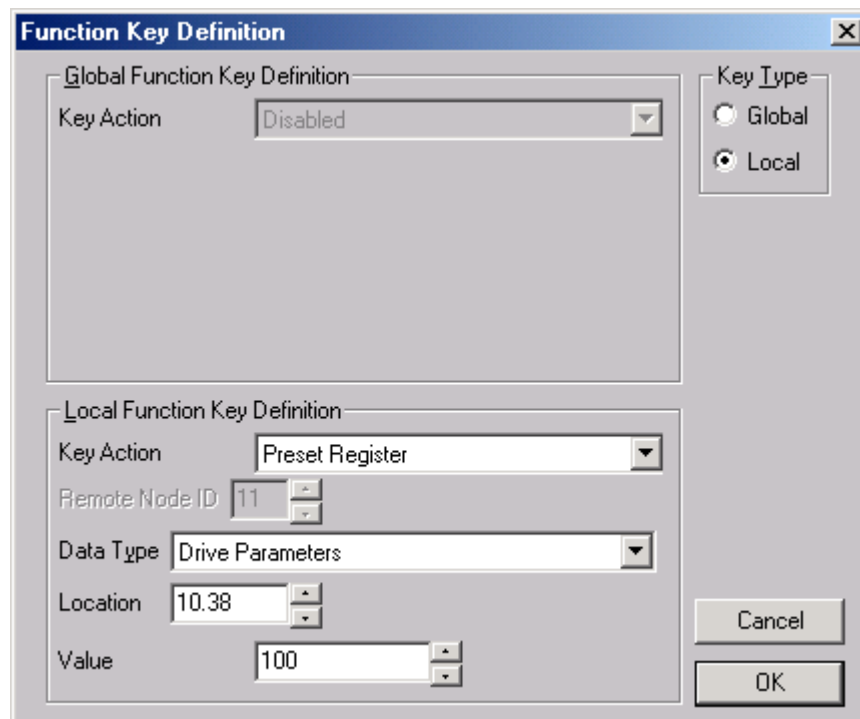 Function Key Definition
Global Function Key Definition
Key Action Disabled
Key Type
Global
Local
Local Function Key Definition
Key Action Preset Register
Remote Node ID 11
Data Type Drive Parameters
Location 10.38
Value 100
Cancel
OK